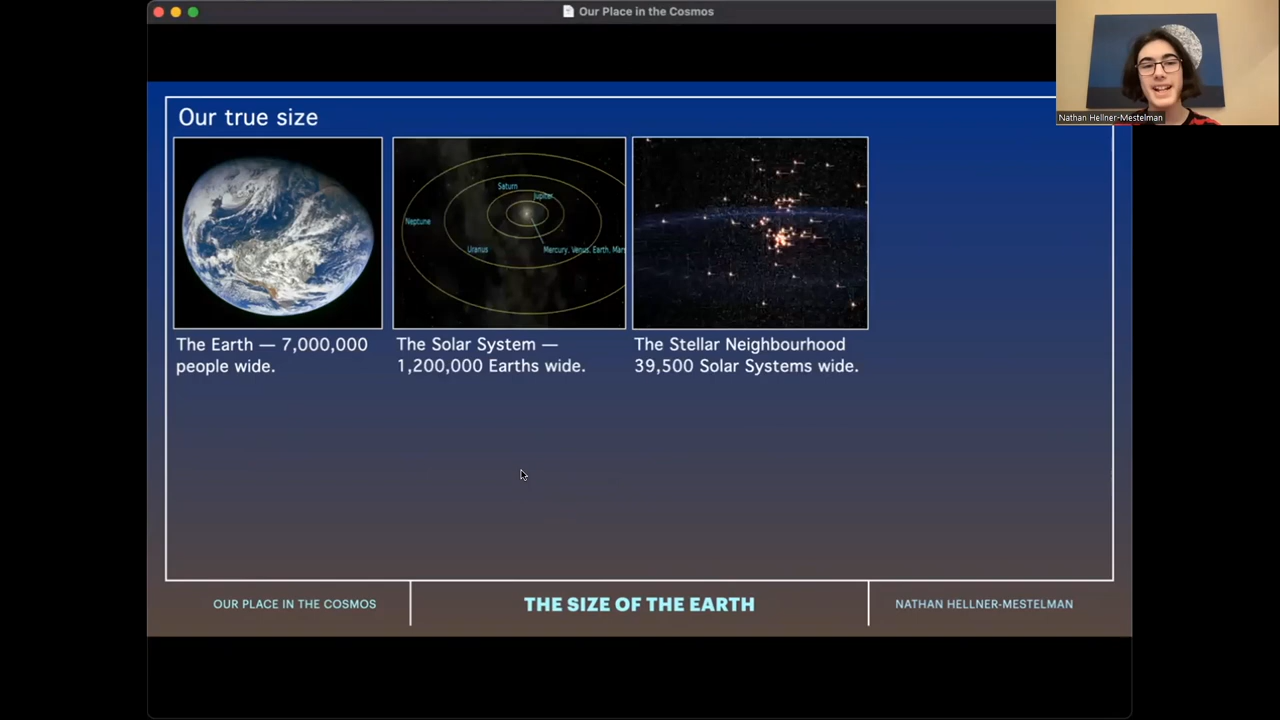 Our Place in the Cosmos
Nathan Hellner-Mestelman
Our true size
Saturn
Jupiter
Neptune
Uranus
Mercury, Venus, Earth, Mars
The Earth — 7,000,000
people wide.
The Solar System —
1,200,000 Earths wide.
The Stellar Neighbourhood
39,500 Solar Systems wide.
OUR PLACE IN THE COSMOS
THE SIZE OF THE EARTH
NATHAN HELLNER-MESTELMAN